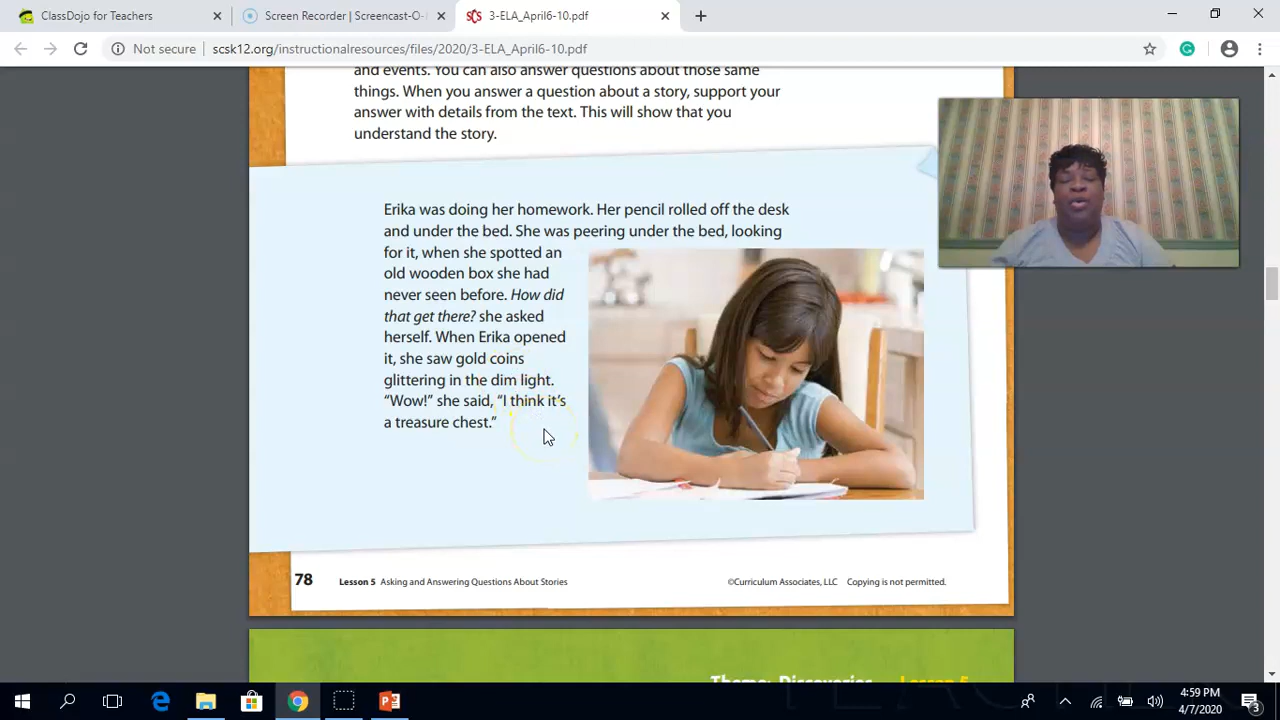 ClassDojo for Teachers
Screen Recorder | Screencast-O-
SCS
3-ELA_April6-10.pdf
Not secure
scsk12.org/instructionalresources/files/2020/3-ELA_April6-10.pdf
and events. You can also answer questions about those same
things. When you answer a question about a story, support your
answer with details from the text. This will show that you
understand the story.
Erika was doing her homework. Her pencil rolled off the desk
and under the bed. She was peering under the bed, looking
for it, when she spotted an
old wooden box she had
never seen before. How did
that get there? she asked
herself. When Erika opened
it, she saw gold coins
glittering in the dim light.
“Wow!” she said, “I think it’s
a treasure chest.”
78
Lesson 5 Asking and Answering Questions About Stories
©Curriculum Associates, LLC Copying is not permitted.
Theme: Discoveries Lesson 5
4:59 PM
4/7/2020
3